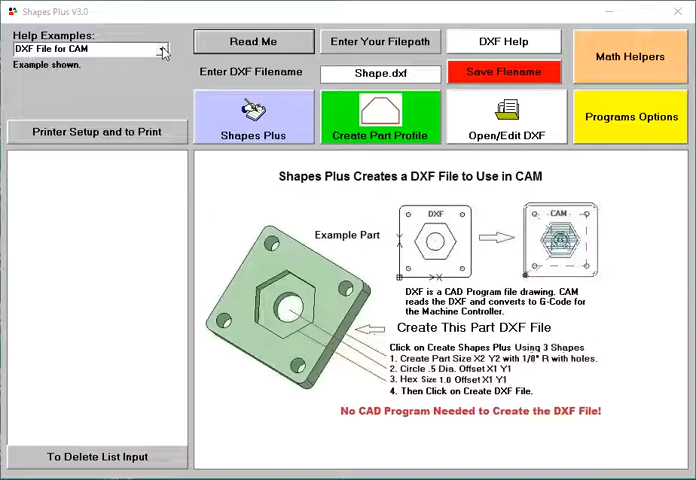 Shapes Plus V3.0
Help Examples:
DXF File for CAM
Example shown.
Read Me
Enter Your Filepath
DXF Help
Math Helpers
Enter DXF Filename
Shape.dxf
Save Flename
Shapes Plus
Create Part Profile
Open/Edit DXF
Programs Options
Printer Setup and to Print
Shapes Plus Creates a DXF File to Use in CAM
Example Part
DXF
CAM
Y
X
DXF is a CAD Program file drawing. CAM
reads the DXF and converts to G-Code for
the Machine Controller.
Create This Part DXF File
Click on Create Shapes Plus Using 3 Shapes
1. Create Part Size X2 Y2 with 1/8" R with holes.
2. Circle .5 Dia. Offset X1 Y1
3. Hex Size 1.0 Offset X1 Y1
4. Then Click on Create DXF File.
No CAD Program Needed to Create the DXF File!
To Delete List Input